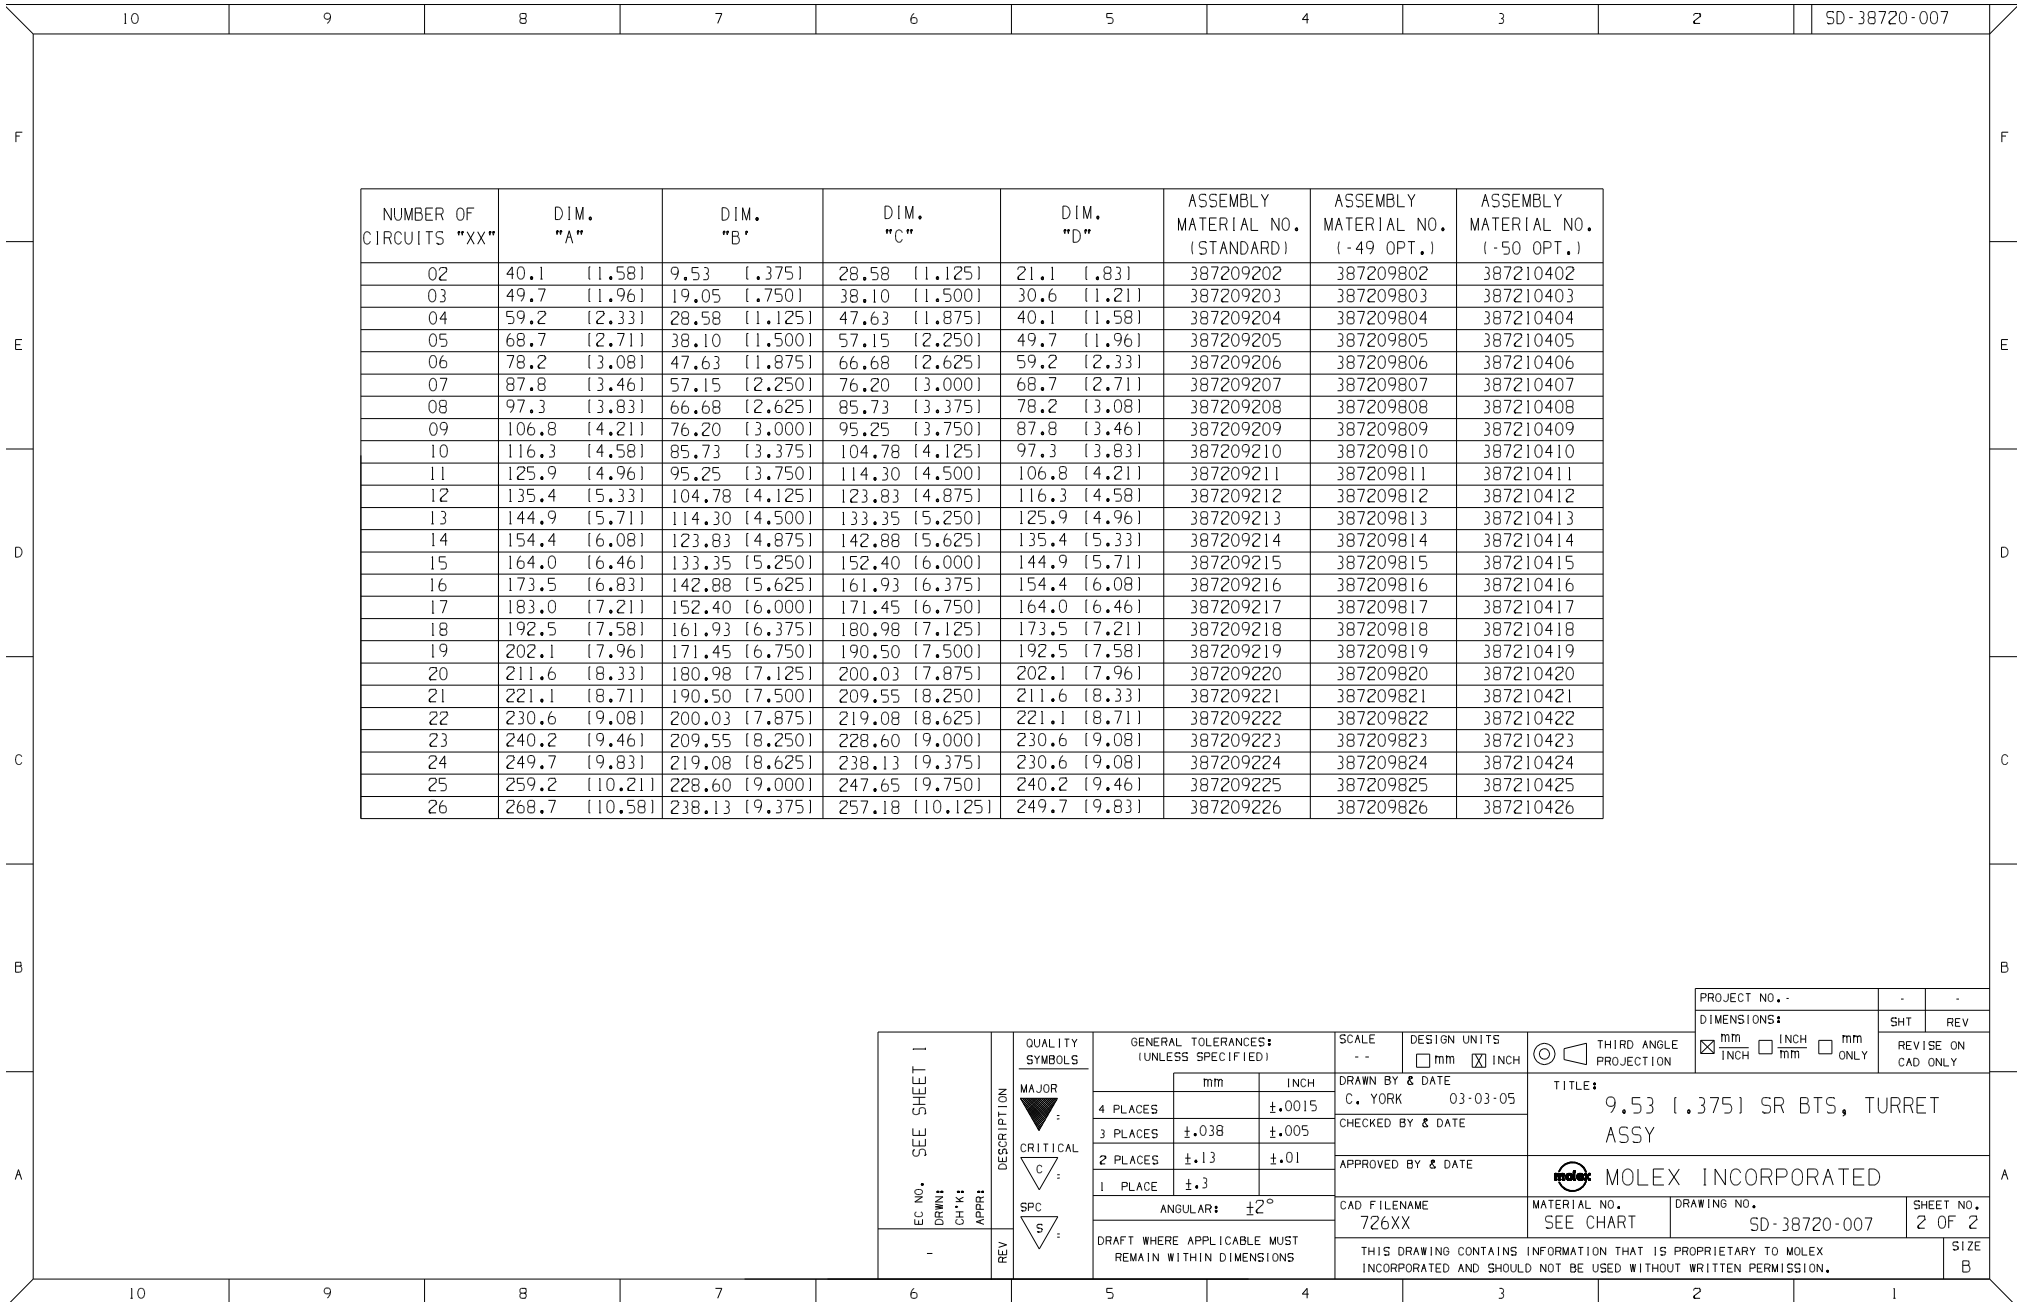 10 9 8 7 6 5 4 3 2 SD-38720-007
F F
E E
D D
C C
B B
A A
NUMBER OF CIRCUITS "XX" DIM. "A" DIM. "B' DIM. "C" DIM. "D" ASSEMBLY MATERIAL NO. (STANDARD) ASSEMBLY MATERIAL NO. (-49 OPT.) ASSEMBLY MATERIAL NO. (-50 OPT.)
02 40.1 [1.58] 9.53 [.375] 28.58 [1.125] 21.1 [.83] 387209202 387209802 387210402
03 49.7 [1.96] 19.05 [.750] 38.10 [1.500] 30.6 [1.21] 387209203 387209803 387210403
04 59.2 [2.33] 28.58 [1.125] 47.63 [1.875] 40.1 [1.58] 387209204 387209804 387210404
05 68.7 [2.71] 38.10 [1.500] 57.15 [2.250] 49.7 [1.96] 387209205 387209805 387210405
06 78.2 [3.08] 47.63 [1.875] 66.68 [2.625] 59.2 [2.33] 387209206 387209806 387210406
07 87.8 [3.46] 57.15 [2.250] 76.20 [3.000] 68.7 [2.71] 387209207 387209807 387210407
08 97.3 [3.83] 66.68 [2.625] 85.73 [3.375] 78.2 [3.08] 387209208 387209808 387210408
09 106.8 [4.21] 76.20 [3.000] 95.25 [3.750] 87.8 [3.46] 387209209 387209809 387210409
10 116.3 [4.58] 85.73 [3.375] 104.78 [4.125] 97.3 [3.83] 387209210 387209810 387210410
11 125.9 [4.96] 95.25 [3.750] 114.30 [4.500] 106.8 [4.21] 387209211 387209811 387210411
12 135.4 [5.33] 104.78 [4.125] 123.83 [4.875] 116.3 [4.58] 387209212 387209812 387210412
13 144.9 [5.71] 114.30 [4.500] 133.35 [5.250] 125.9 [4.96] 387209213 387209813 387210413
14 154.4 [6.08] 123.83 [4.875] 142.88 [5.625] 135.4 [5.33] 387209214 387209814 387210414
15 164.0 [6.46] 133.35 [5.250] 152.40 [6.000] 144.9 [5.71] 387209215 387209815 387210415
16 173.5 [6.83] 142.88 [5.625] 161.93 [6.375] 154.4 [6.08] 387209216 387209816 387210416
17 183.0 [7.21] 152.40 [6.000] 171.45 [6.750] 164.0 [6.46] 387209217 387209817 387210417
18 192.5 [7.58] 161.93 [6.375] 180.98 [7.125] 173.5 [7.21] 387209218 387209818 387210418
19 202.1 [7.96] 171.45 [6.750] 190.50 [7.500] 192.5 [7.58] 387209219 387209819 387210419
20 211.6 [8.33] 180.98 [7.125] 200.03 [7.875] 202.1 [7.96] 387209220 387209820 387210420
21 221.1 [8.71] 190.50 [7.500] 209.55 [8.250] 211.6 [8.33] 387209221 387209821 387210421
22 230.6 [9.08] 200.03 [7.875] 219.08 [8.625] 221.1 [8.71] 387209222 387209822 387210422
23 240.2 [9.46] 209.55 [8.250] 228.60 [9.000] 230.6 [9.08] 387209223 387209823 387210423
24 249.7 [9.83] 219.08 [8.625] 238.13 [9.375] 230.6 [9.08] 387209224 387209824 387210424
25 259.2 [10.21] 228.60 [9.000] 247.65 [9.750] 240.2 [9.46] 387209225 387209825 387210425
26 268.7 [10.58] 238.13 [9.375] 257.18 [10.125] 249.7 [9.83] 387209226 387209826 387210426
PROJECT NO. - - -
DIMENSIONS: SHT REV
X mm INCH INCH mm mm ONLY
REVISE ON CAD ONLY
EC NO. SEE SHEET 1
DRWN:
CH'K:
APPR:
DESCRIPTION
- REV
QUALITY SYMBOLS
MAJOR
=
CRITICAL
C =
SPC
S =
GENERAL TOLERANCES:
(UNLESS SPECIFIED)
mm INCH
4 PLACES ±.0015
3 PLACES ±.038 ±.005
2 PLACES ±.13 ±.01
1 PLACE ±.3
ANGULAR: ±2°
DRAFT WHERE APPLICABLE MUST
REMAIN WITHIN DIMENSIONS
SCALE --
DESIGN UNITS
mm X INCH
THIRD ANGLE PROJECTION
DRAWN BY & DATE
C. YORK 03-03-05
CHECKED BY & DATE
APPROVED BY & DATE
CAD FILENAME
726XX
TITLE:
9.53 [.375] SR BTS, TURRET
ASSY
molex MOLEX INCORPORATED
MATERIAL NO.
SEE CHART
DRAWING NO.
SD-38720-007
SHEET NO.
2 OF 2
THIS DRAWING CONTAINS INFORMATION THAT IS PROPRIETARY TO MOLEX
INCORPORATED AND SHOULD NOT BE USED WITHOUT WRITTEN PERMISSION.
SIZE
B
10 9 8 7 6 5 4 3 2 1